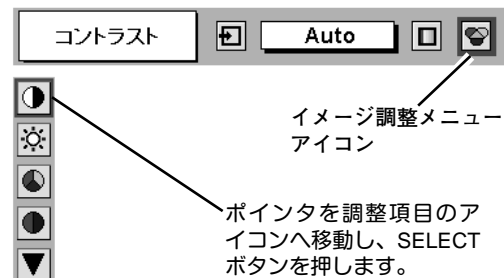 コントラスト
Auto
イメージ調整メニュー
アイコン
ポインタを調整項目のア
イコンへ移動し、SELECT
ボタンを押します。